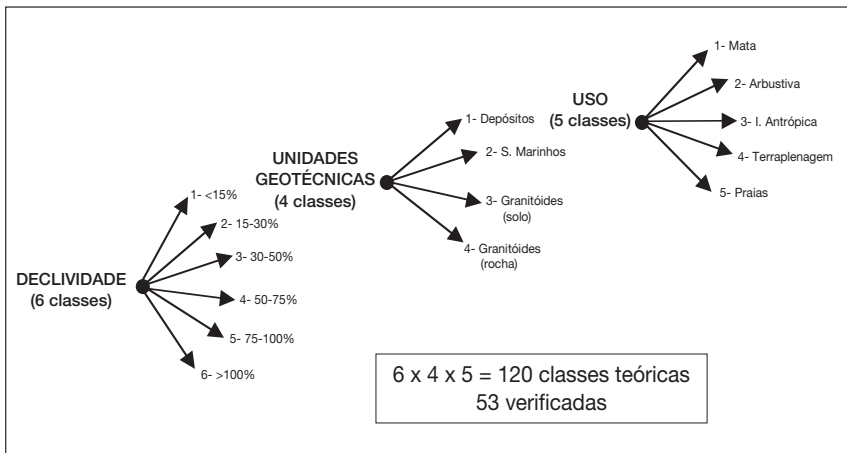 DECLIVIDADE
(6 classes)
1- <15%
2- 15-30%
3- 30-50%
4- 50-75%
5- 75-100%
6- >100%
UNIDADES
GEOTÉCNICAS
(4 classes)
1- Depósitos
2- S. Marinhos
3- Granitóides
(solo)
4- Granitóides
(rocha)
USO
(5 classes)
1- Mata
2- Arbustiva
3- I. Antrópica
4- Terraplenagem
5- Praias
6 x 4 x 5 = 120 classes teóricas
53 verificadas